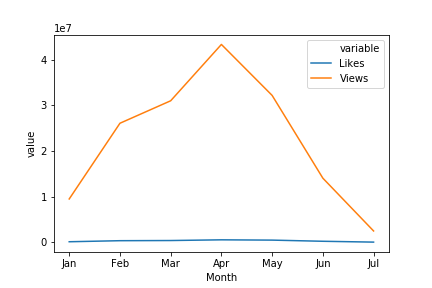 1e7
variable
Likes
Views
4
3
2
1
0
value
Jan Feb Mar Apr May Jun Jul
Month